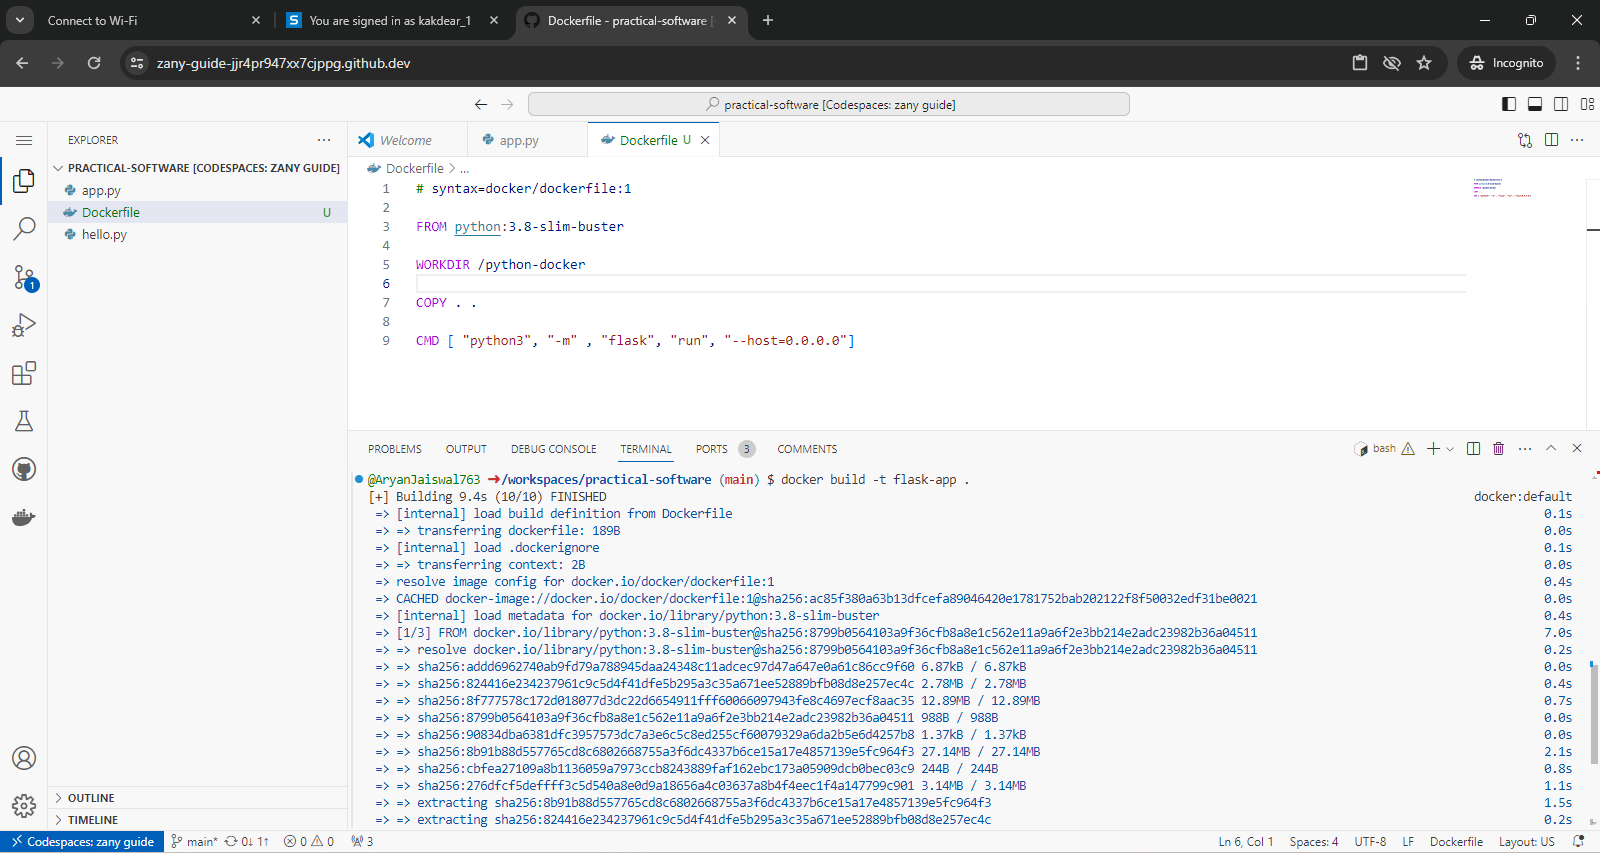 Connect to Wi-Fi
You are signed in as kakdear_1
Dockerfile - practical-software [
zany-guide-jjr4pr947xx7cjppg.github.dev
Incognito
practical-software [Codespaces: zany guide]
EXPLORER
PRACTICAL-SOFTWARE [CODESPACES: ZANY GUIDE]
app.py
Dockerfile U
hello.py
1
OUTLINE
TIMELINE
Welcome
app.py
Dockerfile U
Dockerfile > ...
1 # syntax=docker/dockerfile:1
2
3 FROM python:3.8-slim-buster
4
5 WORKDIR /python-docker
6
7 COPY . .
8
9 CMD [ "python3", "-m" , "flask", "run", "--host=0.0.0.0"]
PROBLEMS OUTPUT DEBUG CONSOLE TERMINAL PORTS 3 COMMENTS
bash
@AryanJaiswal763 ➜/workspaces/practical-software (main) $ docker build -t flask-app .
[+] Building 9.4s (10/10) FINISHED docker:default
=> [internal] load build definition from Dockerfile 0.1s
=> => transferring dockerfile: 189B 0.0s
=> [internal] load .dockerignore 0.1s
=> => transferring context: 2B 0.0s
=> resolve image config for docker.io/docker/dockerfile:1 0.4s
=> CACHED docker-image://docker.io/docker/dockerfile:1@sha256:ac85f380a63b13dfcefa89046420e1781752bab202122f8f50032edf31be0021 0.0s
=> [internal] load metadata for docker.io/library/python:3.8-slim-buster 0.4s
=> [1/3] FROM docker.io/library/python:3.8-slim-buster@sha256:8799b0564103a9f36cfb8a8e1c562e11a9a6f2e3bb214e2adc23982b36a04511 7.0s
=> => resolve docker.io/library/python:3.8-slim-buster@sha256:8799b0564103a9f36cfb8a8e1c562e11a9a6f2e3bb214e2adc23982b36a04511 0.2s
=> => sha256:addd6962740ab9fd79a788945daa24348c11adcec97d47a647e0a61c86cc9f60 6.87kB / 6.87kB 0.0s
=> => sha256:824416e234237961c9c5d4f41dfe5b295a3c35a671ee52889bfb08d8e257ec4c 2.78MB / 2.78MB 0.4s
=> => sha256:8f777578c172d018077d3dc22d6654911fff60066097943fe8c4697ecf8aac35 12.89MB / 12.89MB 0.7s
=> => sha256:8799b0564103a9f36cfb8a8e1c562e11a9a6f2e3bb214e2adc23982b36a04511 988B / 988B 0.0s
=> => sha256:90834dba6381dfc3957573dc7a3e6c5c8ed255cf60079329a6da2b5e6d4257b8 1.37kB / 1.37kB 0.0s
=> => sha256:8b91b88d557765cd8c6802668755a3f6dc4337b6ce15a17e4857139e5fc964f3 27.14MB / 27.14MB 2.1s
=> => sha256:cbfea27109a8b1136059a7973ccb8243889faf162ebc173a05909dcb0bec03c9 244B / 244B 0.8s
=> => sha256:276dfcf5deffff3c5d540a8e0d9a18656a4c03637a8b4f4eec1f4a147799c901 3.14MB / 3.14MB 1.1s
=> => extracting sha256:8b91b88d557765cd8c6802668755a3f6dc4337b6ce15a17e4857139e5fc964f3 1.5s
=> => extracting sha256:824416e234237961c9c5d4f41dfe5b295a3c35a671ee52889bfb08d8e257ec4c 0.2s
Codespaces: zany guide main* 0↓ 1↑ 0 0 3 Ln 6, Col 1 Spaces: 4 UTF-8 LF Dockerfile Layout: US